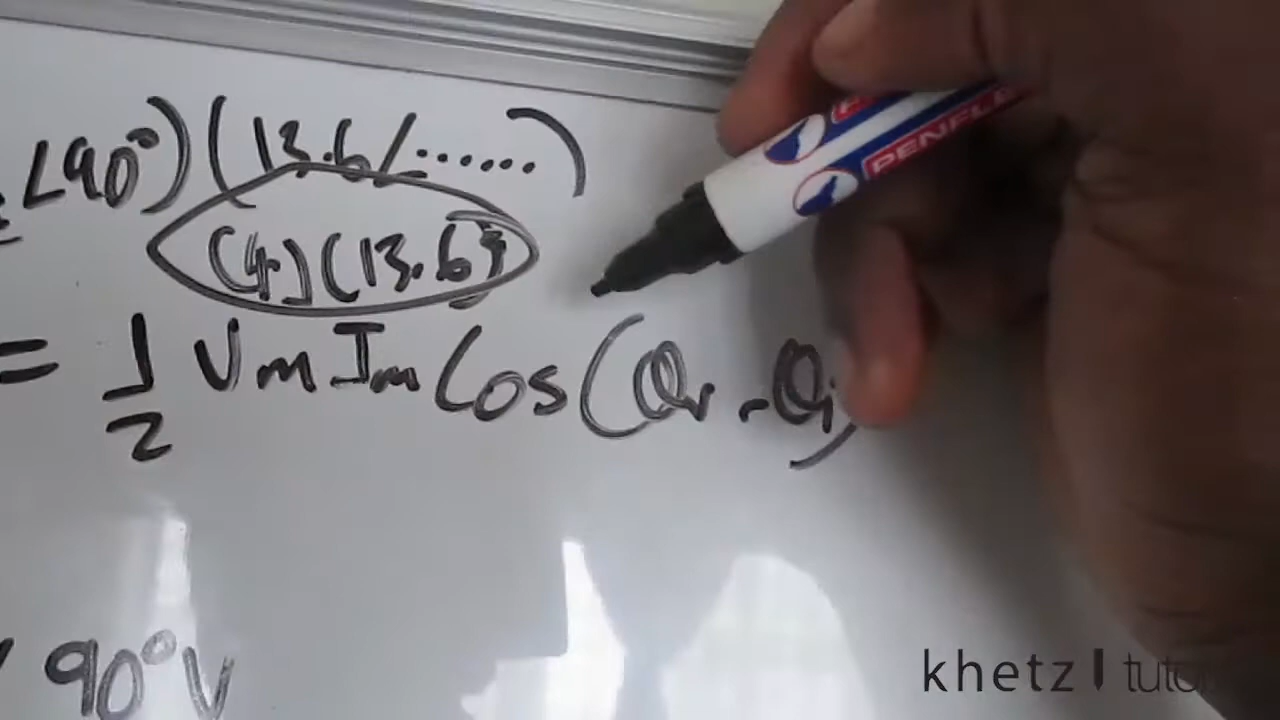 ∠90°)(13.6∠......)
(4)(13.6)
= 1/2 Vm Im Cos(θv - θi)
90°V
PENFLEX
khetz tutor